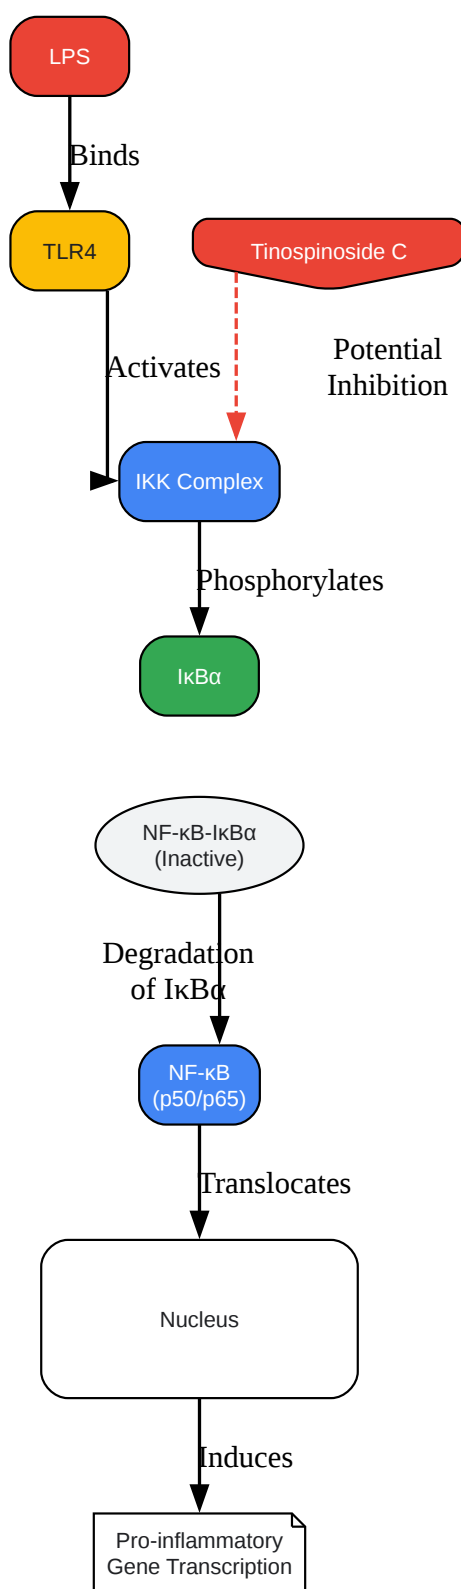 LPS
Binds
TLR4
Tinospinoside C
Activates
Potential
Inhibition
IKK Complex
Phosphorylates
IκBα
NF-κB-IκBα
(Inactive)
Degradation
of IκBα
NF-κB
(p50/p65)
Translocates
Nucleus
Induces
Pro-inflammatory
Gene Transcription